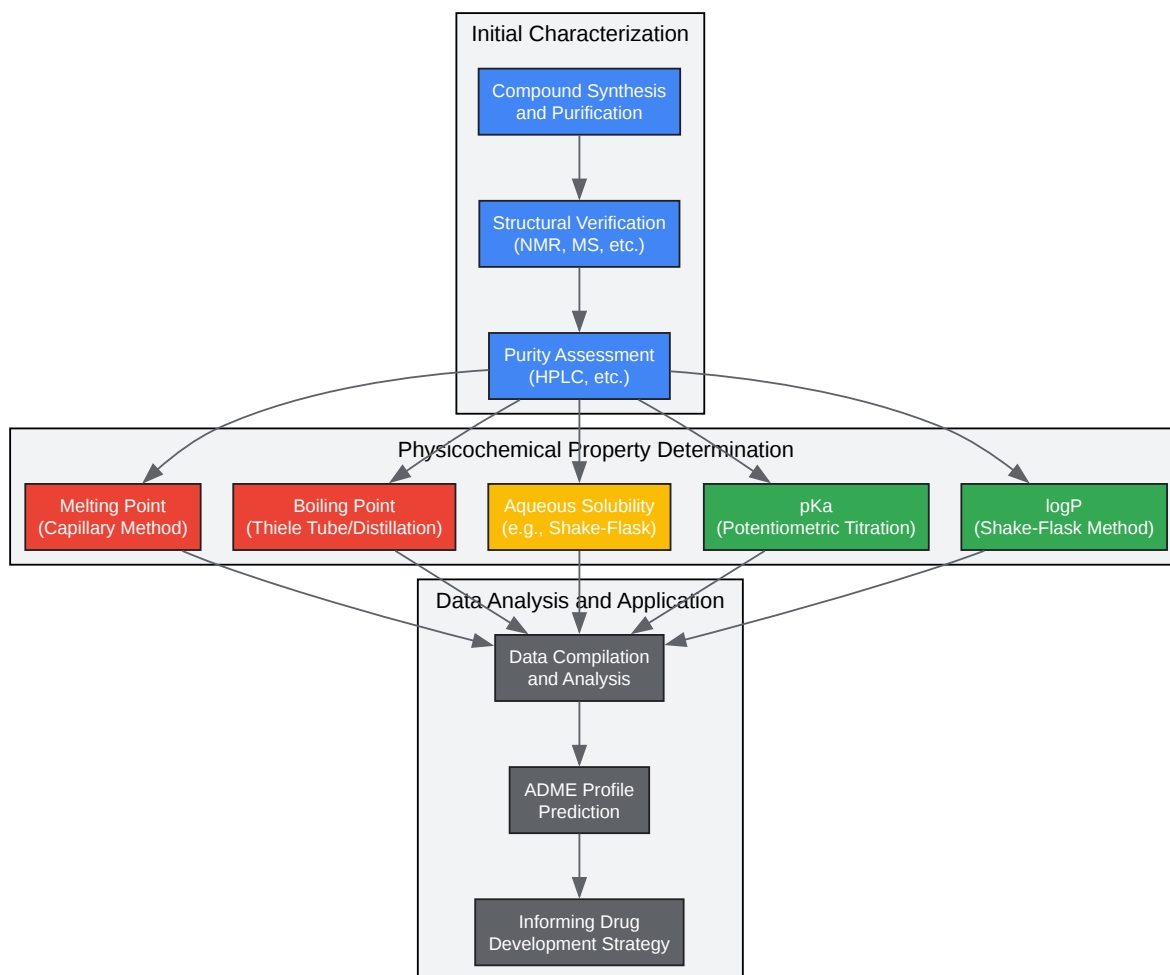 Initial Characterization
Compound Synthesis
and Purification
Structural Verification
(NMR, MS, etc.)
Purity Assessment
(HPLC, etc.)
Physicochemical Property Determination
Melting Point
(Capillary Method)
Boiling Point
(Thiele Tube/Distillation)
Aqueous Solubility
(e.g., Shake-Flask)
pKa
(Potentiometric Titration)
logP
(Shake-Flask Method)
Data Analysis and Application
Data Compilation
and Analysis
ADME Profile
Prediction
Informing Drug
Development Strategy